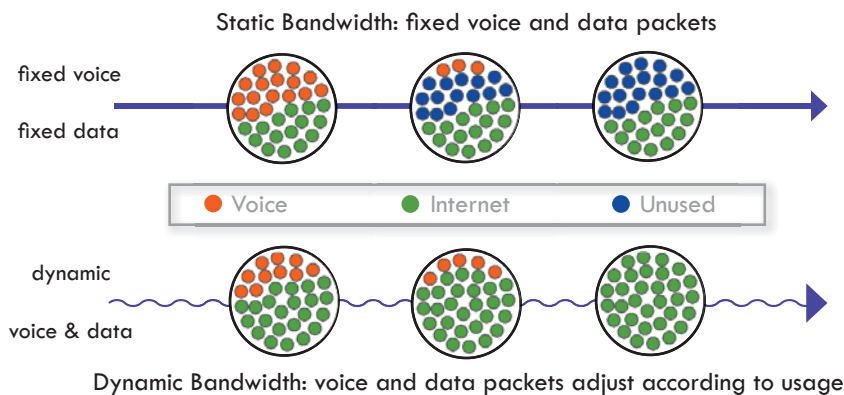 Static Bandwidth: fixed voice and data packets
fixed voice
fixed data
Voice Internet Unused
dynamic
voice & data
Dynamic Bandwidth: voice and data packets adjust according to usage